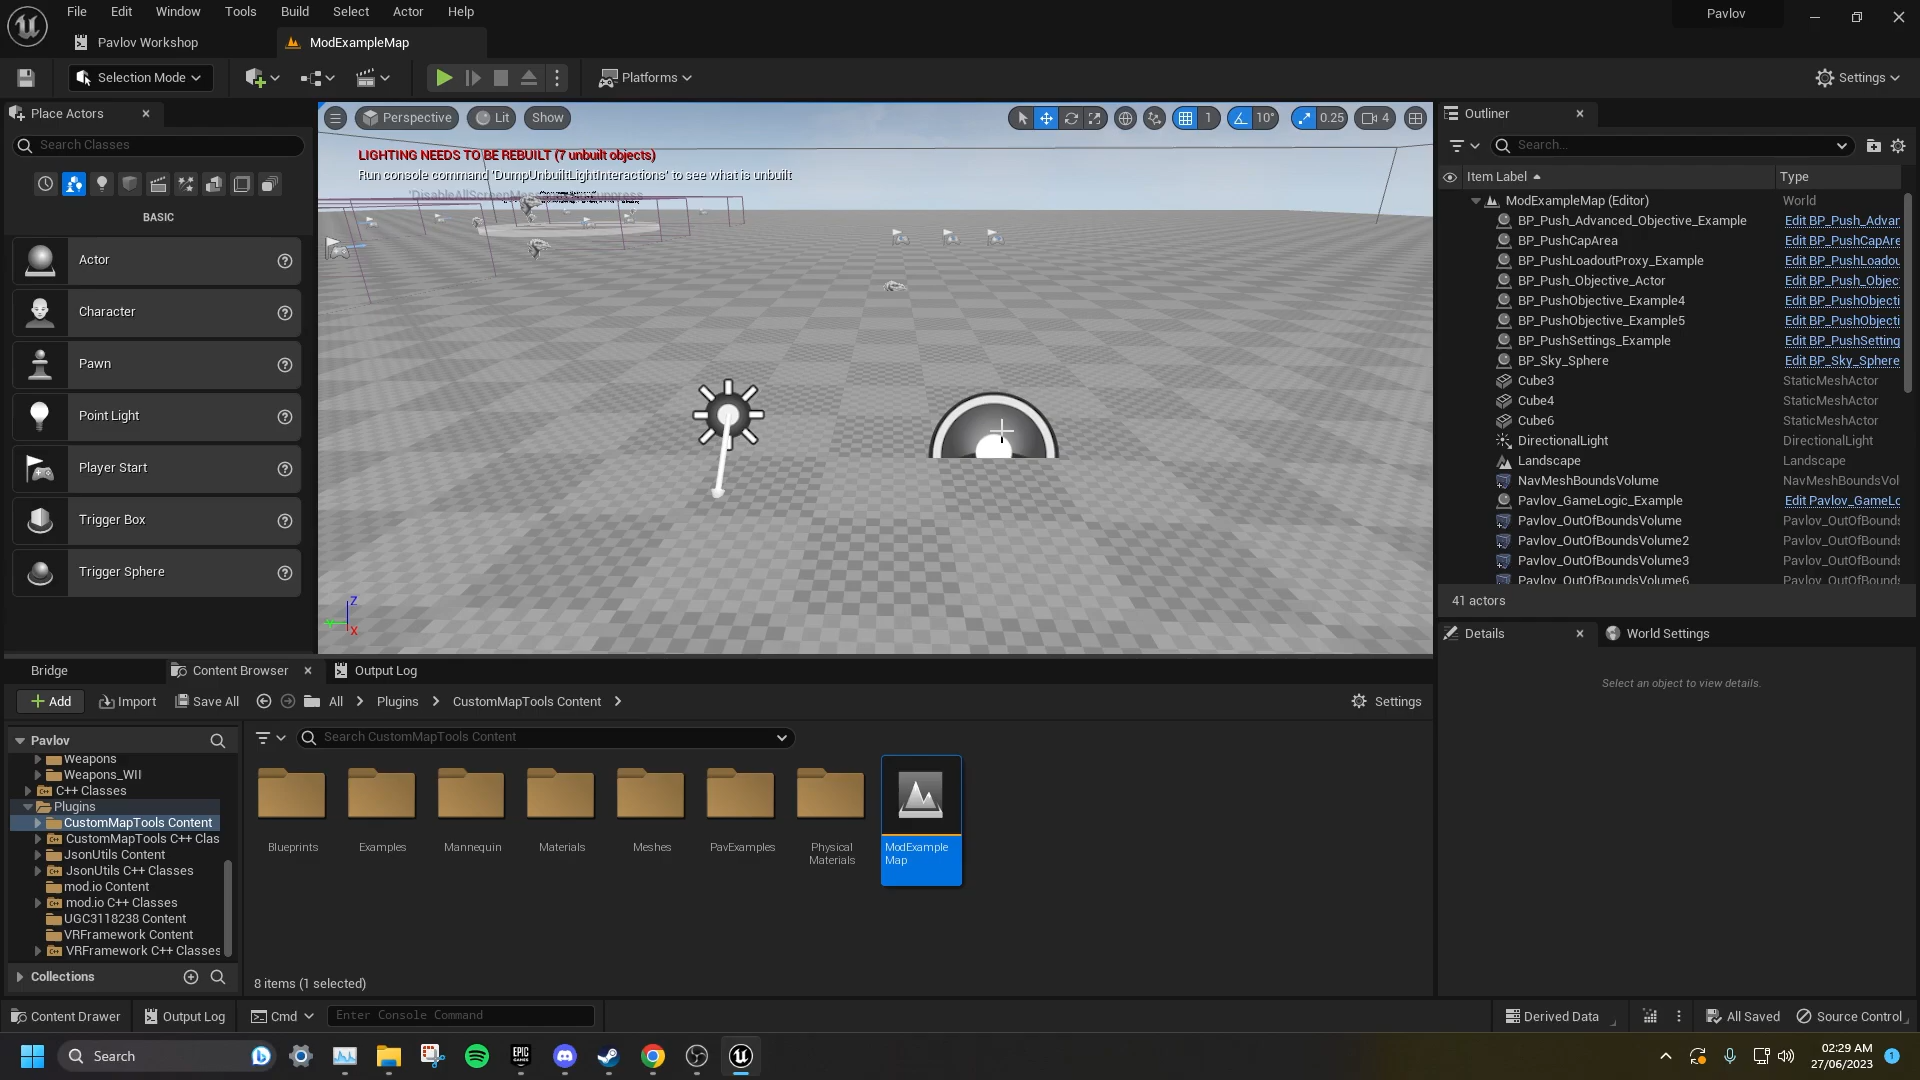 File Edit Window Tools Build Select Actor Help
Pavlov
Pavlov Workshop
ModExampleMap
Selection Mode
Platforms
Settings
Place Actors
Search Classes
BASIC
Actor
Character
Pawn
Point Light
Player Start
Trigger Box
Trigger Sphere
Perspective
Lit
Show
1
10°
0.25
4
LIGHTING NEEDS TO BE REBUILT (7 unbuilt objects)
Run console command 'DumpUnbuiltLightInteractions' to see what is unbuilt
Z
X
Outliner
Search...
Item Label
Type
ModExampleMap (Editor) World
BP_Push_Advanced_Objective_Example Edit BP_Push_Advan
BP_PushCapArea Edit BP_PushCapAre
BP_PushLoadoutProxy_Example Edit BP_PushLoadou
BP_Push_Objective_Actor Edit BP_Push_Objec
BP_PushObjective_Example4 Edit BP_PushObjecti
BP_PushObjective_Example5 Edit BP_PushObjecti
BP_PushSettings_Example Edit BP_PushSetting
BP_Sky_Sphere Edit BP_Sky_Sphere
Cube3 StaticMeshActor
Cube4 StaticMeshActor
Cube6 StaticMeshActor
DirectionalLight DirectionalLight
Landscape Landscape
NavMeshBoundsVolume NavMeshBoundsVol
Pavlov_GameLogic_Example Edit Pavlov_GameLo
Pavlov_OutOfBoundsVolume Pavlov_OutOfBounds
Pavlov_OutOfBoundsVolume2 Pavlov_OutOfBounds
Pavlov_OutOfBoundsVolume3 Pavlov_OutOfBounds
Pavlov_OutOfBoundsVolume6 Pavlov_OutOfBounds
41 actors
Details
World Settings
Select an object to view details.
Bridge
Content Browser
Output Log
Add
Import
Save All
All
Plugins
CustomMapTools Content
Settings
Pavlov
Weapons
Weapons_WII
C++ Classes
Plugins
CustomMapTools Content
CustomMapTools C++ Clas
JsonUtils Content
JsonUtils C++ Classes
mod.io Content
mod.io C++ Classes
UGC3118238 Content
VRFramework Content
VRFramework C++ Classes
Collections
Search CustomMapTools Content
Blueprints
Examples
Mannequin
Materials
Meshes
PavExamples
Physical
Materials
ModExample
Map
8 items (1 selected)
Content Drawer
Output Log
Cmd
Enter Console Command
Derived Data
All Saved
Source Control
Search
EPIC
GAMES
02:29 AM
27/06/2023
1